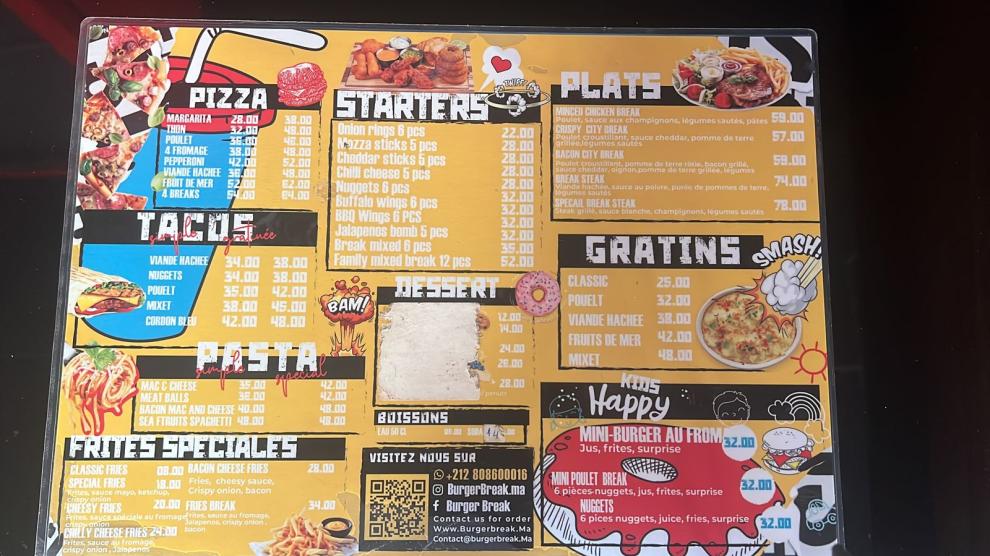 PIZZA
MARGARITA 28.00 38.00
THON 32.00 48.00
POULET 36.00 48.00
4 FROMAGE 38.00 48.00
PEPPERONI 42.00 52.00
VIANDE HACHEE 36.00 48.00
FRUIT DE MER 52.00 62.00
4 BREAKS 54.00 64.00
TACOS
simple gratinée
VIANDE HACHEE 34.00 38.00
NUGGETS 34.00 38.00
POUELT 35.00 42.00
MIXET 38.00 45.00
CORDON BLEU 42.00 48.00
PASTA
simple special
MAC & CHEESE 35.00 42.00
MEAT BALLS 36.00 42.00
BACON MAC AND CHEESE 40.00 48.00
SEA FTRUITS SPAGHETTI 48.00 48.00
FRITES SPECIALES
CLASSIC FRIES 08.00
SPECIAL FRIES 18.00
Frites, sauce mayo, ketchup,
crispy onion
CHEESY FRIES 20.00
Frites, sauce spéciale au fromage,
crispy onion
CHILLY CHEESE FRIES 24.00
Frites, sauce au fromage,
crispy onion, Jalapenos
BACON CHEESE FRIES 28.00
Fries, cheesy sauce,
Crispy onion, bacon
FRIES BREAK 34.00
Frites, sauce au fromage,
Jalapenos, crispy onion,
bacon
TWIST
STARTERS
Onion rings 6 pcs 22.00
Mozza sticks 5 pcs 28.00
Cheddar sticks 5 pcs 28.00
Chilli cheese 5 pcs 28.00
Nuggets 6 pcs 28.00
Buffalo wings 6 pcs 32.00
BBQ Wings 6 PCS 32.00
Jalapenos bomb 5 pcs 32.00
Break mixed 6 pcs 35.00
Family mixed break 12 pcs 52.00
BAM!
DESSERT
12.00
14.00
24.00
28.00
28.00
BOISSONS
EAU 50 CL SODA 14
VISITEZ NOUS SUR
+212 808600016
BurgerBreak.ma
Burger Break
Contact us for order
Www.Burgerbreak.Ma
Contact@burgerbreak.Ma
PLATS
MINCED CHICKEN BREAK 59.00
Poulet, sauce aux champignons, légumes sautés, pâtes
CRISPY CITY BREAK 57.00
Poulet croustillant, sauce cheddar, pomme de terre
grillée, légumes sautés
BACON CITY BREAK 59.00
Poulet croustillant, pomme de terre rotie, bacon grillé,
sauce cheddar, oignon, pomme de terre grillée, légumes
BREAK STEAK 74.00
Vianda hachée, sauce au poivre, purée de pommes de terre,
légumes sautés
SPECAIL BREAK STEAK 78.00
Steak grillé, sauce blanche, champignons, légumes sautés
GRATINS
SMASH!
CLASSIC 25.00
POUELT 32.00
VIANDE HACHEE 38.00
FRUITS DE MER 42.00
MIXET 48.00
KIDS
Happy
MINI-BURGER AU FROM 32.00
Jus, frites, surprise
MINI POULET BREAK 32.00
6 pièces nuggets, jus, frites, surprise
NUGGETS
6 pices nuggets, juice, fries, surprise 32.00